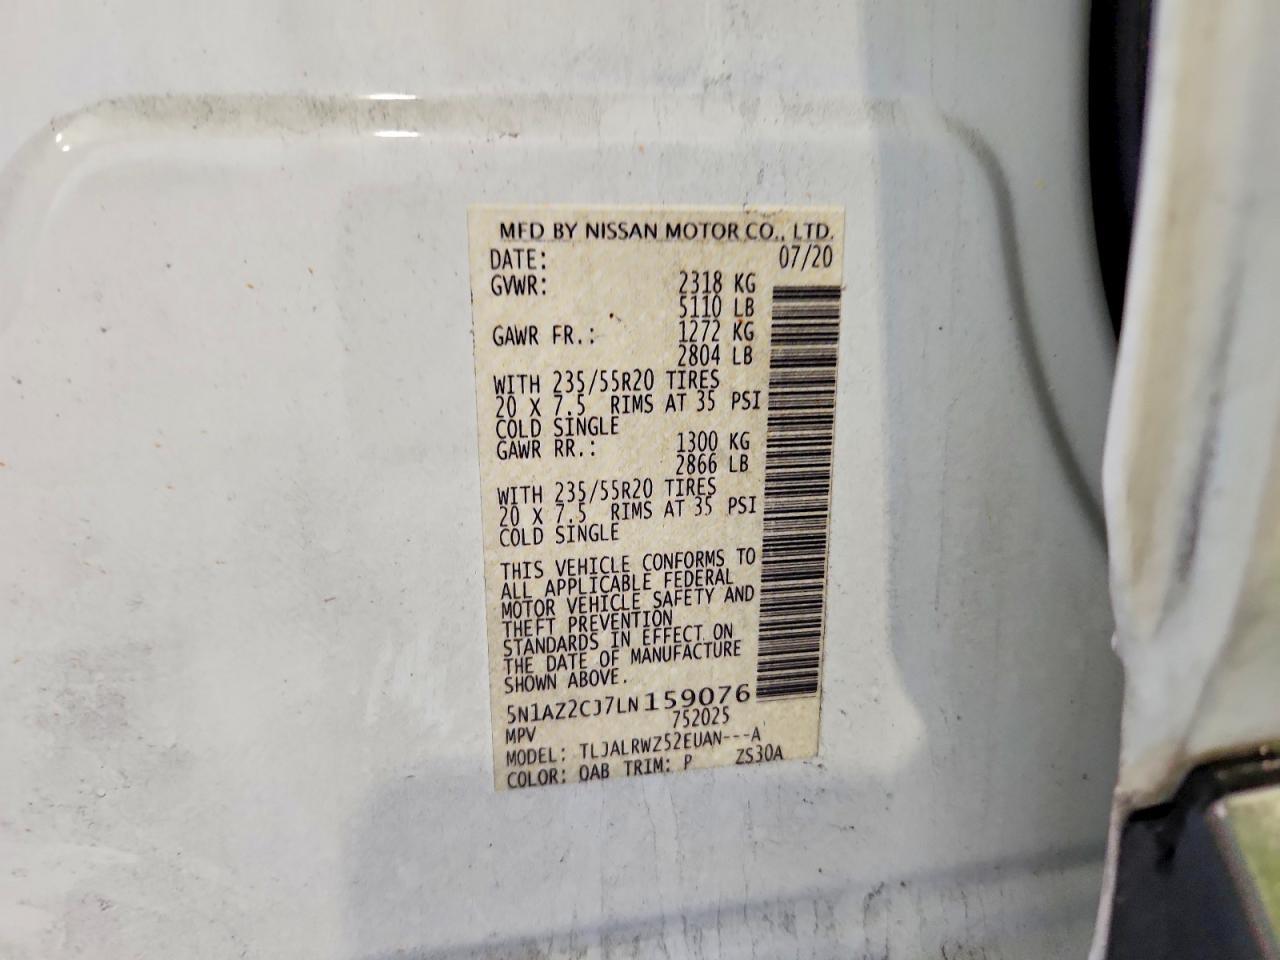 MFD BY NISSAN MOTOR CO., LTD.
DATE: 07/20
GVWR: 2318 KG
5110 LB
GAWR FR.: 1272 KG
2804 LB
WITH 235/55R20 TIRES
20 X 7.5 RIMS AT 35 PSI
COLD SINGLE
GAWR RR.: 1300 KG
2866 LB
WITH 235/55R20 TIRES
20 X 7.5 RIMS AT 35 PSI
COLD SINGLE
THIS VEHICLE CONFORMS TO
ALL APPLICABLE FEDERAL
MOTOR VEHICLE SAFETY AND
THEFT PREVENTION
STANDARDS IN EFFECT ON
THE DATE OF MANUFACTURE
SHOWN ABOVE.
5N1AZ2CJ7LN159076
MPV 752025
MODEL: TLJALRWZ52EUAN---A
COLOR: QAB TRIM: P ZS30A